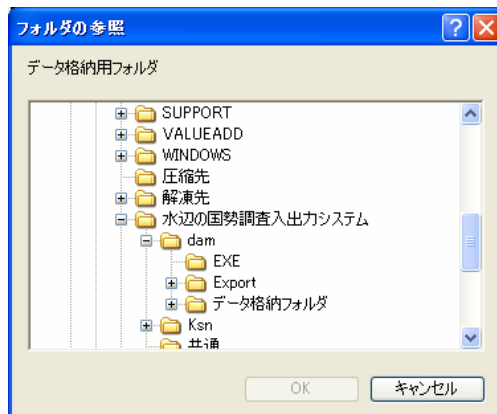 フォルダの参照
データ格納用フォルダ
SUPPORT
VALUEADD
WINDOWS
圧縮先
解凍先
水辺の国勢調査入出力システム
dam
EXE
Export
データ格納フォルダ
Ksn
共通
OK
キャンセル